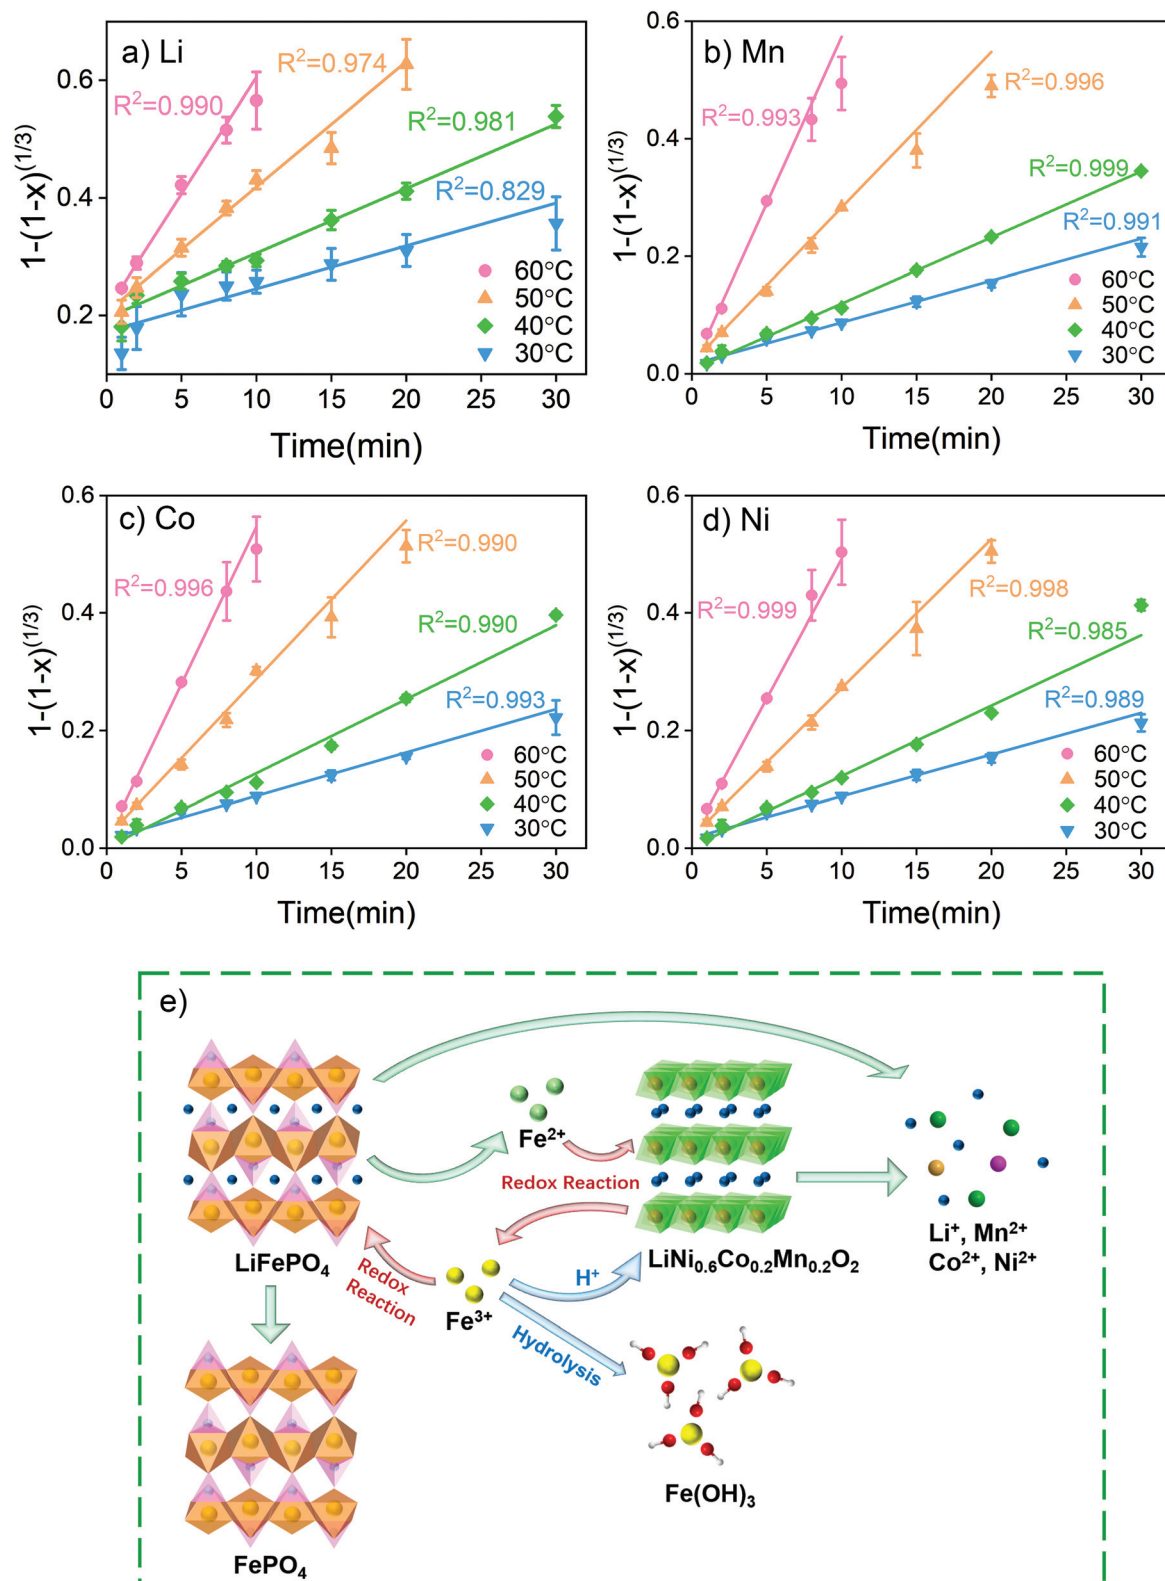 a) Li
R²=0.990
R²=0.974
R²=0.981
R²=0.829
60°C
50°C
40°C
30°C
0.6
0.4
0.2
0 5 10 15 20 25 30
Time(min)
1-(1-x)^(1/3)
b) Mn
R²=0.993
R²=0.996
R²=0.999
R²=0.991
60°C
50°C
40°C
30°C
0.6
0.4
0.2
0.0
0 5 10 15 20 25 30
Time(min)
1-(1-x)^(1/3)
c) Co
R²=0.996
R²=0.990
R²=0.990
R²=0.993
60°C
50°C
40°C
30°C
0.6
0.4
0.2
0.0
0 5 10 15 20 25 30
Time(min)
1-(1-x)^(1/3)
d) Ni
R²=0.999
R²=0.998
R²=0.985
R²=0.989
60°C
50°C
40°C
30°C
0.6
0.4
0.2
0.0
0 5 10 15 20 25 30
Time(min)
1-(1-x)^(1/3)
e)
Fe²⁺
Redox Reaction
LiFePO₄
LiNi₀.₆Co₀.₂Mn₀.₂O₂
Li⁺, Mn²⁺
Co²⁺, Ni²⁺
Redox
Reaction
Fe³⁺
H⁺
Hydrolysis
FePO₄
Fe(OH)₃